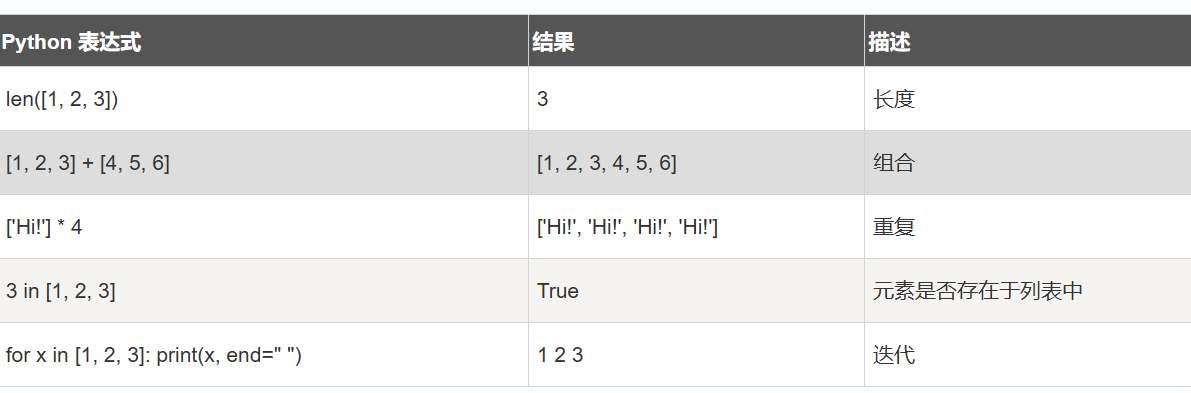 Python 表达式 结果 描述
len([1, 2, 3]) 3 长度
[1, 2, 3] + [4, 5, 6] [1, 2, 3, 4, 5, 6] 组合
['Hi!'] * 4 ['Hi!', 'Hi!', 'Hi!', 'Hi!'] 重复
3 in [1, 2, 3] True 元素是否存在于列表中
for x in [1, 2, 3]: print(x, end=" ") 1 2 3 迭代